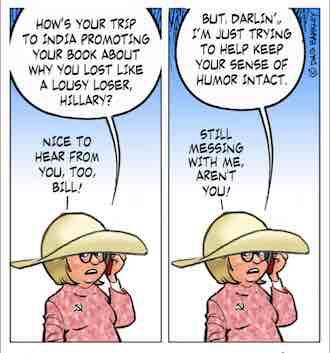 HOW'S YOUR TRIP
TO INDIA PROMOTING
YOUR BOOK ABOUT
WHY YOU LOST LIKE
A LOUSY LOSER,
HILLARY?
NICE TO
HEAR FROM
YOU, TOO,
BILL!
BUT, DARLIN',
I'M JUST TRYING
TO HELP KEEP
YOUR SENSE OF
HUMOR INTACT.
STILL
MESSING
WITH ME,
AREN'T
YOU!